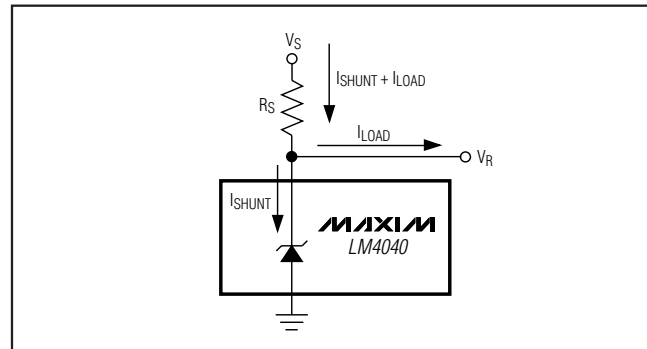 VS
ISHUNT + ILOAD
RS
ILOAD
VR
ISHUNT
MAXIM
LM4040